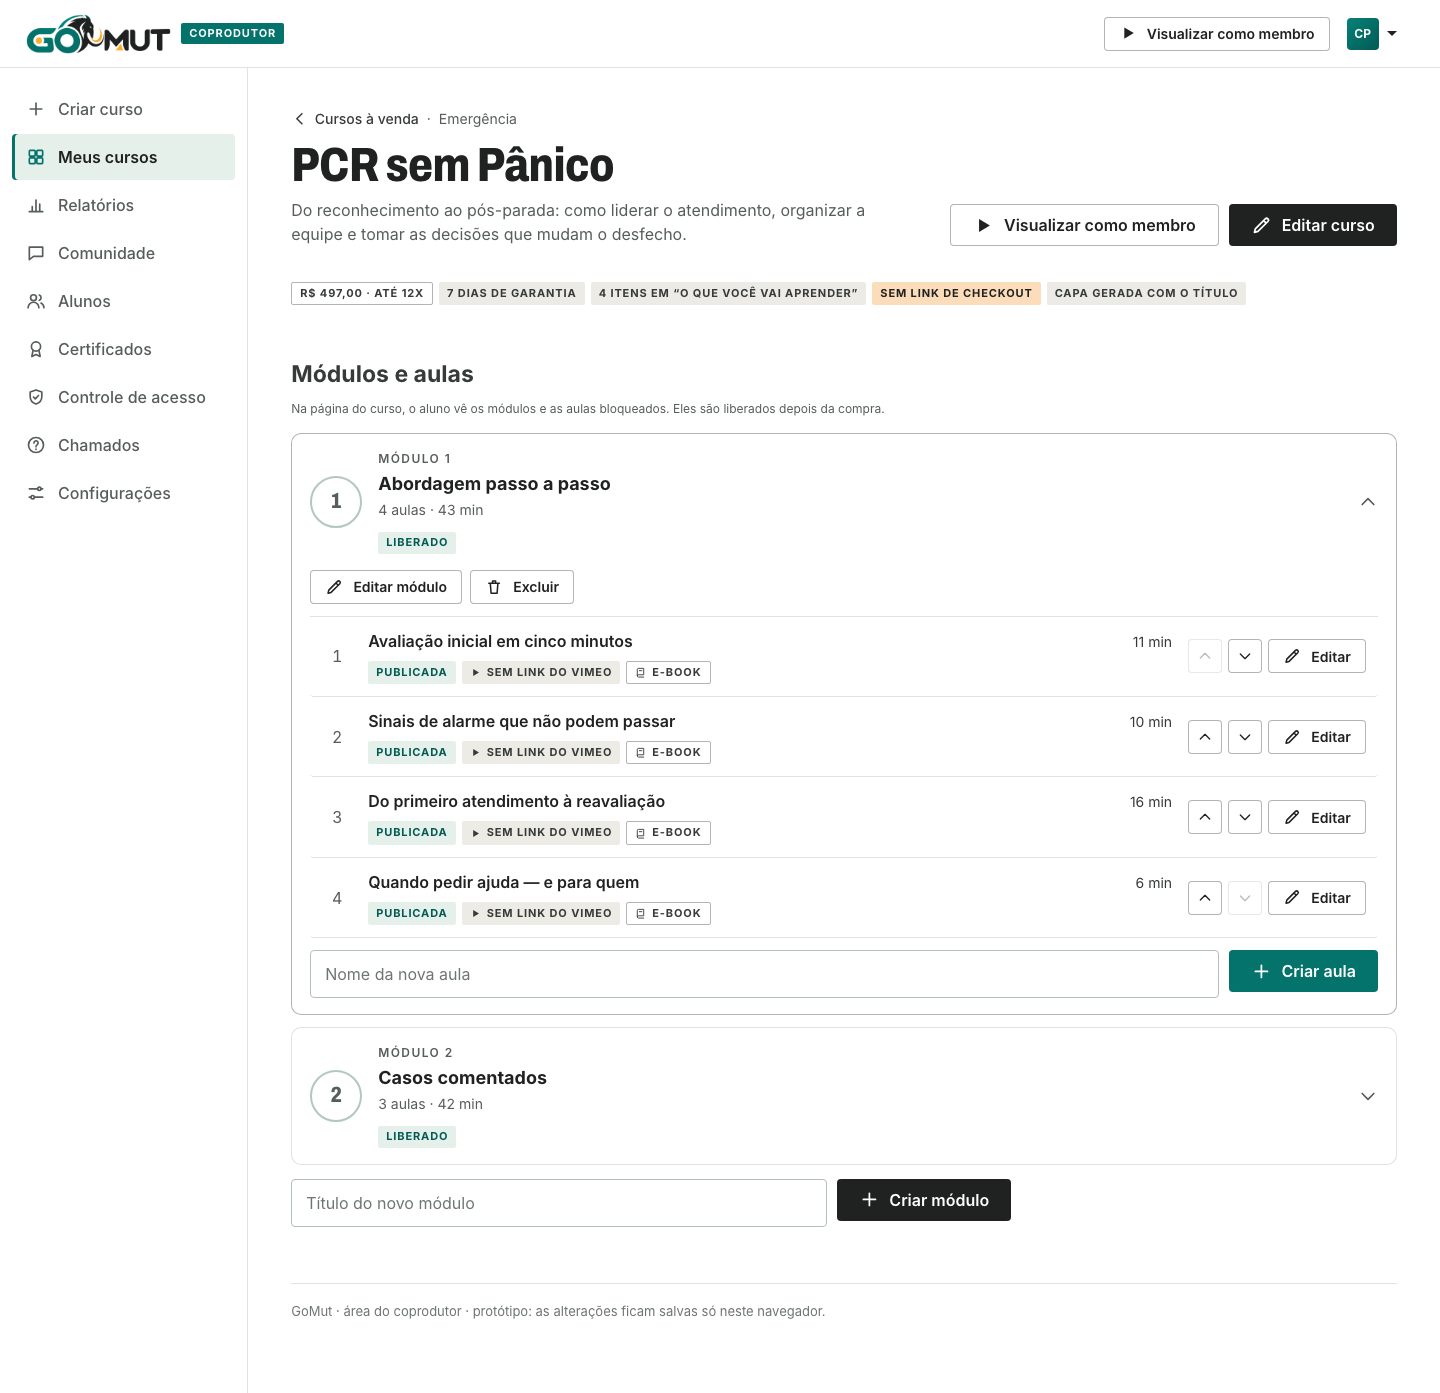 GOMUT COPRODUTOR
Visualizar como membro
CP
Criar curso
Meus cursos
Relatórios
Comunidade
Alunos
Certificados
Controle de acesso
Chamados
Configurações
Cursos à venda · Emergência
PCR sem Pânico
Do reconhecimento ao pós-parada: como liderar o atendimento, organizar a
equipe e tomar as decisões que mudam o desfecho.
Visualizar como membro
Editar curso
R$ 497,00 · ATÉ 12X
7 DIAS DE GARANTIA
4 ITENS EM “O QUE VOCÊ VAI APRENDER”
SEM LINK DE CHECKOUT
CAPA GERADA COM O TÍTULO
Módulos e aulas
Na página do curso, o aluno vê os módulos e as aulas bloqueados. Eles são liberados depois da compra.
MÓDULO 1
1
Abordagem passo a passo
4 aulas · 43 min
LIBERADO
Editar módulo
Excluir
1
Avaliação inicial em cinco minutos
PUBLICADA
SEM LINK DO VIMEO
E-BOOK
11 min
Editar
2
Sinais de alarme que não podem passar
PUBLICADA
SEM LINK DO VIMEO
E-BOOK
10 min
Editar
3
Do primeiro atendimento à reavaliação
PUBLICADA
SEM LINK DO VIMEO
E-BOOK
16 min
Editar
4
Quando pedir ajuda — e para quem
PUBLICADA
SEM LINK DO VIMEO
E-BOOK
6 min
Editar
Nome da nova aula
Criar aula
MÓDULO 2
2
Casos comentados
3 aulas · 42 min
LIBERADO
Título do novo módulo
Criar módulo
GoMut · área do coprodutor · protótipo: as alterações ficam salvas só neste navegador.